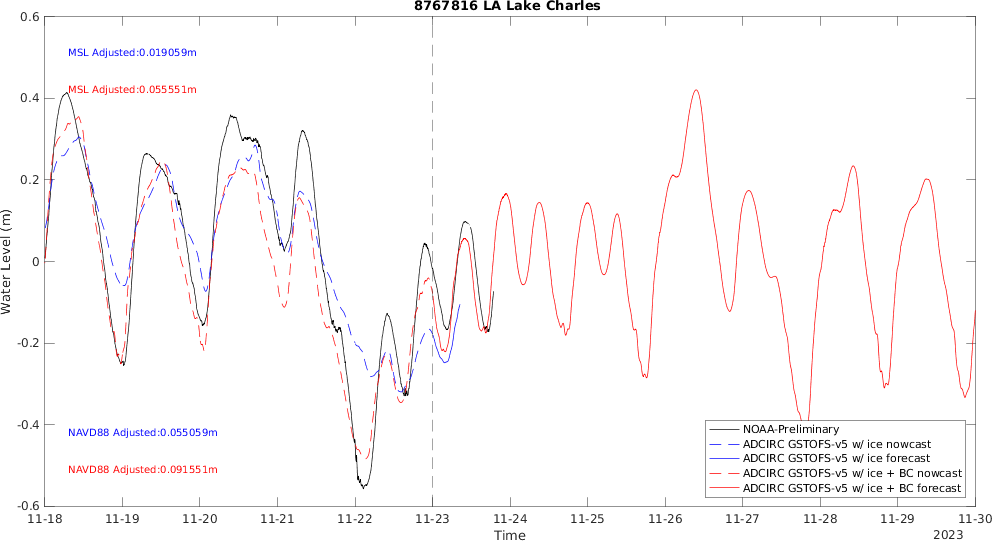 8767816 LA Lake Charles
0.6
0.4
0.2
0
-0.2
-0.4
-0.6
Water Level (m)
MSL Adjusted:0.019059m
MSL Adjusted:0.055551m
NAVD88 Adjusted:0.055059m
NAVD88 Adjusted:0.091551m
NOAA-Preliminary
ADCIRC GSTOFS-v5 w/ ice nowcast
ADCIRC GSTOFS-v5 w/ ice forecast
ADCIRC GSTOFS-v5 w/ ice + BC nowcast
ADCIRC GSTOFS-v5 w/ ice + BC forecast
11-18 11-19 11-20 11-21 11-22 11-23 11-24 11-25 11-26 11-27 11-28 11-29 11-30
Time
2023